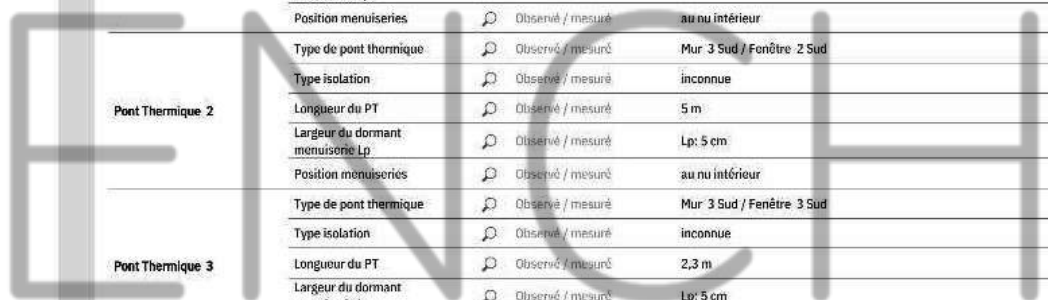 Position menuiseries Observé / mesuré au nu intérieur
Type de pont thermique Observé / mesuré Mur 3 Sud / Fenêtre 2 Sud
Type isolation Observé / mesuré inconnue
Pont Thermique 2 Longueur du PT Observé / mesuré 5 m
Largeur du dormant
menuiserie Lp Observé / mesuré Lp: 5 cm
Position menuiseries Observé / mesuré au nu intérieur
Type de pont thermique Observé / mesuré Mur 3 Sud / Fenêtre 3 Sud
Type isolation Observé / mesuré inconnue
Pont Thermique 3 Longueur du PT Observé / mesuré 2,3 m
Largeur du dormant
Observé / mesuré Lp: 5 cm
ENCH